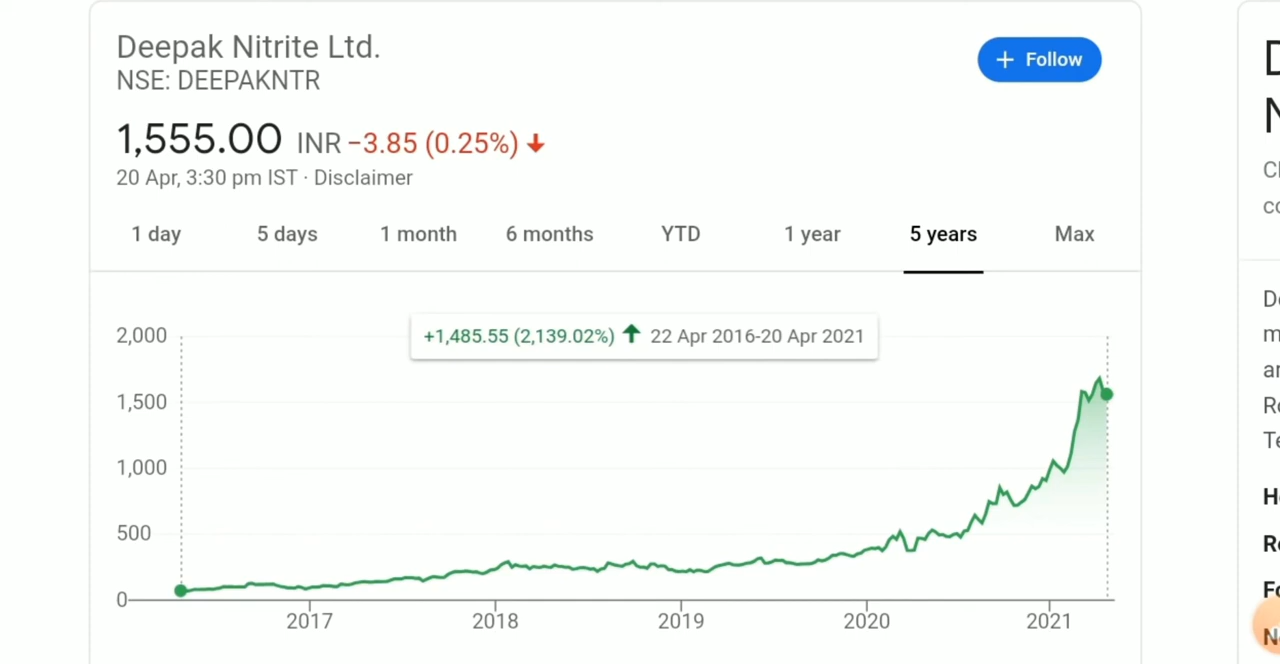 Deepak Nitrite Ltd.
NSE: DEEPAKNTR
+ Follow
1,555.00 INR −3.85 (0.25%)
20 Apr, 3:30 pm IST · Disclaimer
1 day 5 days 1 month 6 months YTD 1 year 5 years Max
+1,485.55 (2,139.02%) 22 Apr 2016-20 Apr 2021
2,000
1,500
1,000
500
0
2017 2018 2019 2020 2021